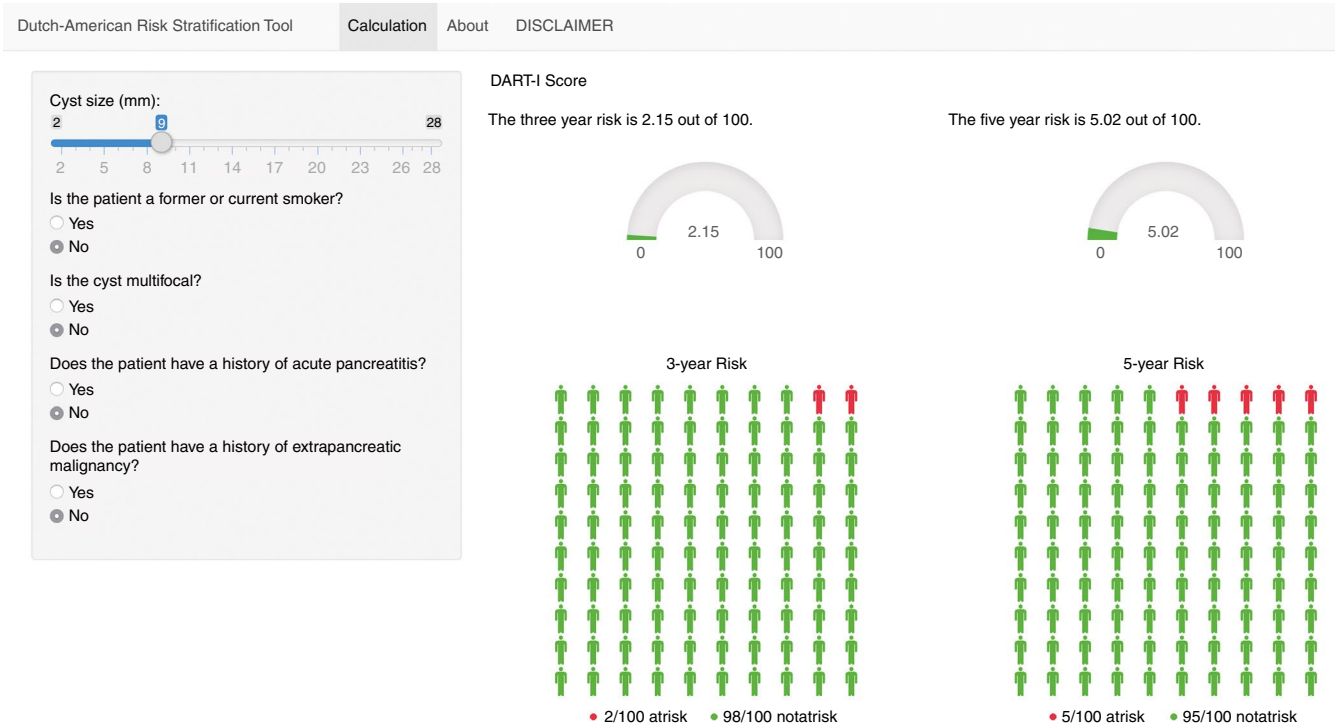 Dutch-American Risk Stratification Tool Calculation About DISCLAIMER
Cyst size (mm):
2 9 28
2 5 8 11 14 17 20 23 26 28
Is the patient a former or current smoker?
Yes
No
Is the cyst multifocal?
Yes
No
Does the patient have a history of acute pancreatitis?
Yes
No
Does the patient have a history of extrapancreatic
malignancy?
Yes
No
DART-I Score
The three year risk is 2.15 out of 100.
2.15
0 100
The five year risk is 5.02 out of 100.
5.02
0 100
3-year Risk
2/100 atrisk 98/100 notatrisk
5-year Risk
5/100 atrisk 95/100 notatrisk